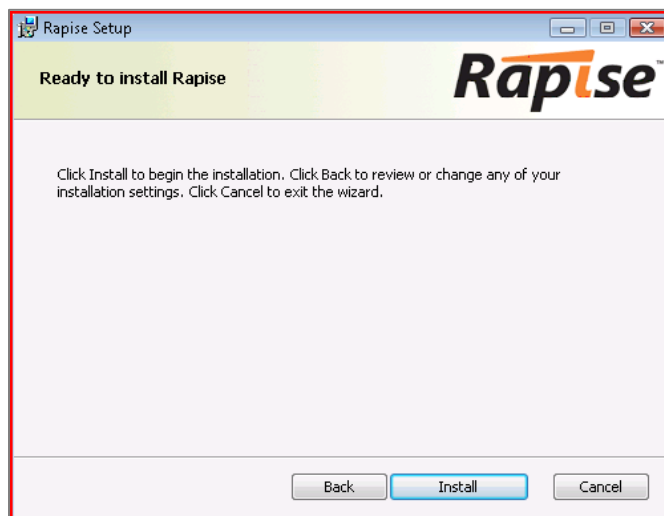 Rapise Setup
Ready to install Rapise
Rapise™
Click Install to begin the installation. Click Back to review or change any of your
installation settings. Click Cancel to exit the wizard.
Back Install Cancel